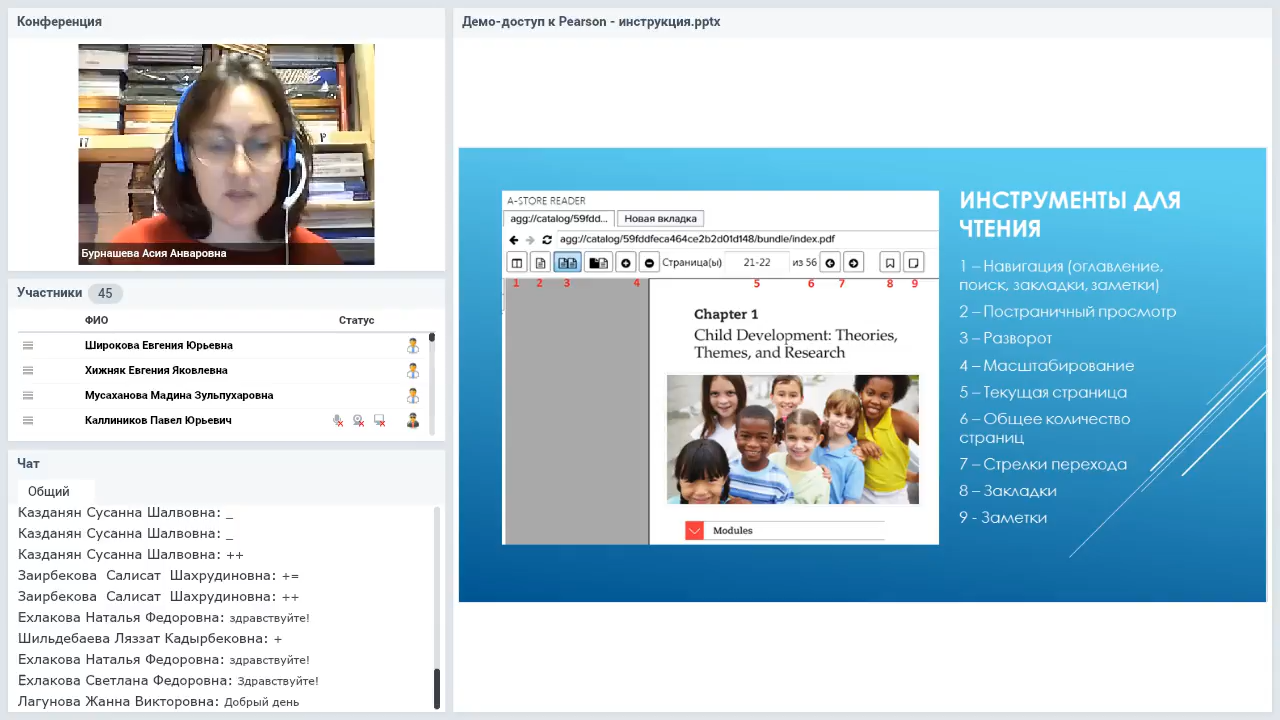 Конференция
Бурнашева Асия Анваровна
Участники 45
ФИО Статус
Широкова Евгения Юрьевна
Хижняк Евгения Яковлевна
Мусаханова Мадина Зульпухаровна
Каллиников Павел Юрьевич
Чат
Общий
Казданян Сусанна Шалвовна: _
Казданян Сусанна Шалвовна: _
Казданян Сусанна Шалвовна: ++
Заирбекова Салисат Шахрудиновна: +=
Заирбекова Салисат Шахрудиновна: ++
Ехлакова Наталья Федоровна: здравствуйте!
Шильдебаева Ляззат Кадырбековна: +
Ехлакова Наталья Федоровна: здравствуйте!
Ехлакова Светлана Федоровна: Здравствуйте!
Лагунова Жанна Викторовна: Добрый день
Демо-доступ к Pearson - инструкция.pptx
A-STORE READER
agg://catalog/59fdd... Новая вкладка
agg://catalog/59fddfeca464ce2b2d01d148/bundle/index.pdf
Страница(ы) 21-22 из 56
1 2 3 4 5 6 7 8 9
Chapter 1
Child Development: Theories,
Themes, and Research
Modules
ИНСТРУМЕНТЫ ДЛЯ
ЧТЕНИЯ
1 – Навигация (оглавление,
поиск, закладки, заметки)
2 – Постраничный просмотр
3 – Разворот
4 – Масштабирование
5 – Текущая страница
6 – Общее количество
страниц
7 – Стрелки перехода
8 – Закладки
9 - Заметки